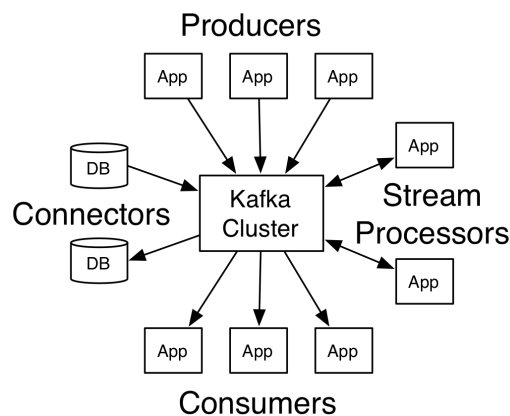 Producers
App
App
App
DB
App
Kafka
Cluster
Connectors
Stream
Processors
DB
App
App
App
App
Consumers